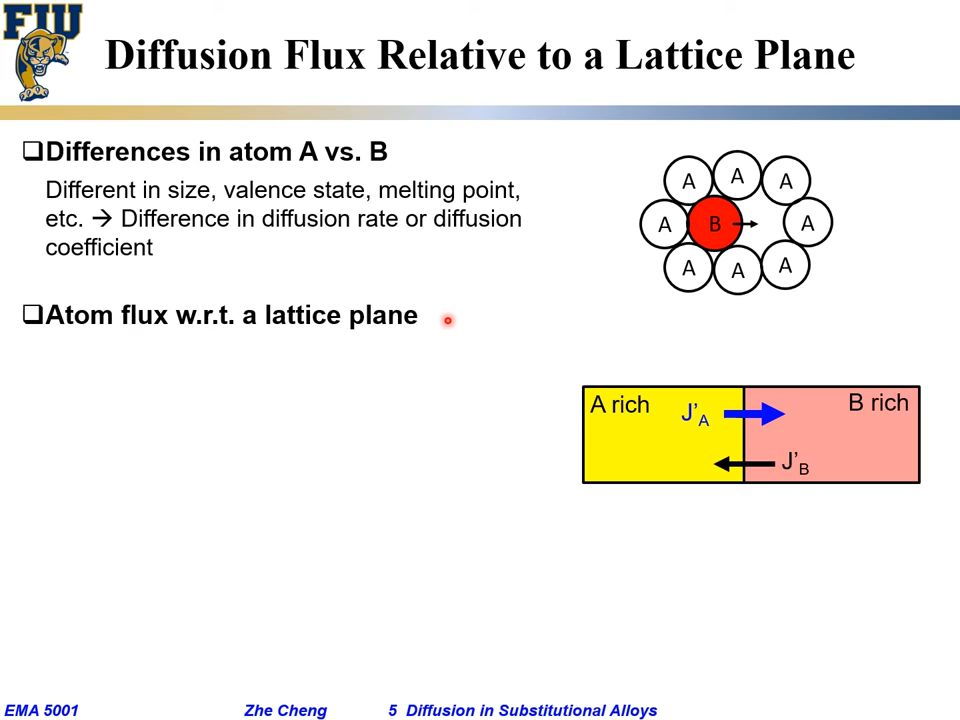 FIU
Diffusion Flux Relative to a Lattice Plane
❑Differences in atom A vs. B
Different in size, valence state, melting point,
etc. → Difference in diffusion rate or diffusion
coefficient
A A A
A B A
A A A
❑Atom flux w.r.t. a lattice plane
A rich J'A B rich
J'B
EMA 5001 Zhe Cheng 5 Diffusion in Substitutional Alloys